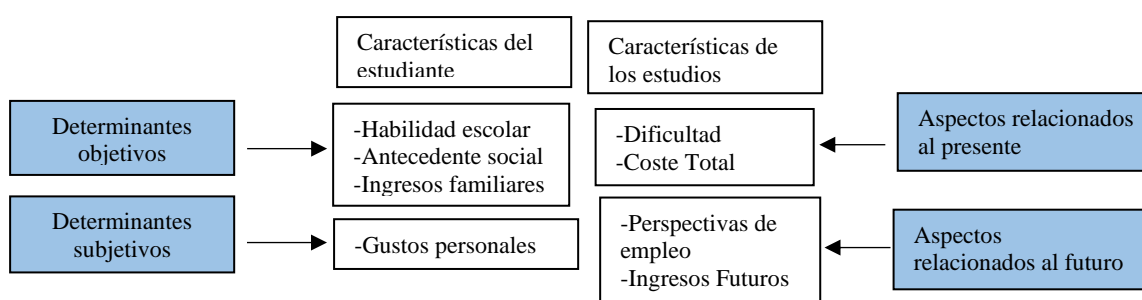 Características del
estudiante
Características de
los estudios
Determinantes
objetivos
-Habilidad escolar
-Antecedente social
-Ingresos familiares
-Dificultad
-Coste Total
Aspectos relacionados
al presente
Determinantes
subjetivos
-Gustos personales
-Perspectivas de
empleo
-Ingresos Futuros
Aspectos
relacionados al futuro